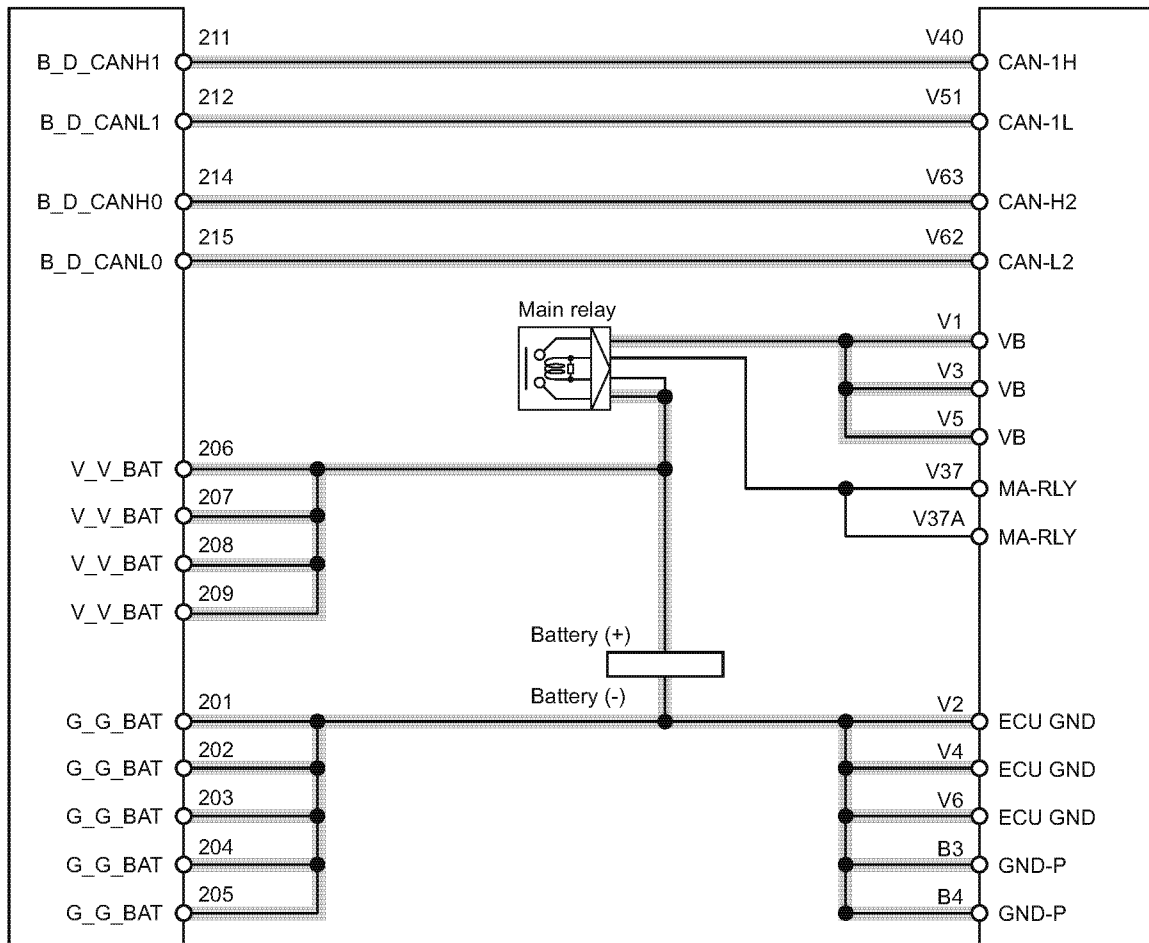 211 V40
B_D_CANH1 CAN-1H
212 V51
B_D_CANL1 CAN-1L
214 V63
B_D_CANH0 CAN-H2
215 V62
B_D_CANL0 CAN-L2
Main relay
V1
VB
V3
VB
V5
VB
206
V_V_BAT
V37
MA-RLY
207
V_V_BAT
V37A
MA-RLY
208
V_V_BAT
209
V_V_BAT
Battery (+)
Battery (-)
201 V2
G_G_BAT ECU GND
202 V4
G_G_BAT ECU GND
203 V6
G_G_BAT ECU GND
204 B3
G_G_BAT GND-P
205 B4
G_G_BAT GND-P